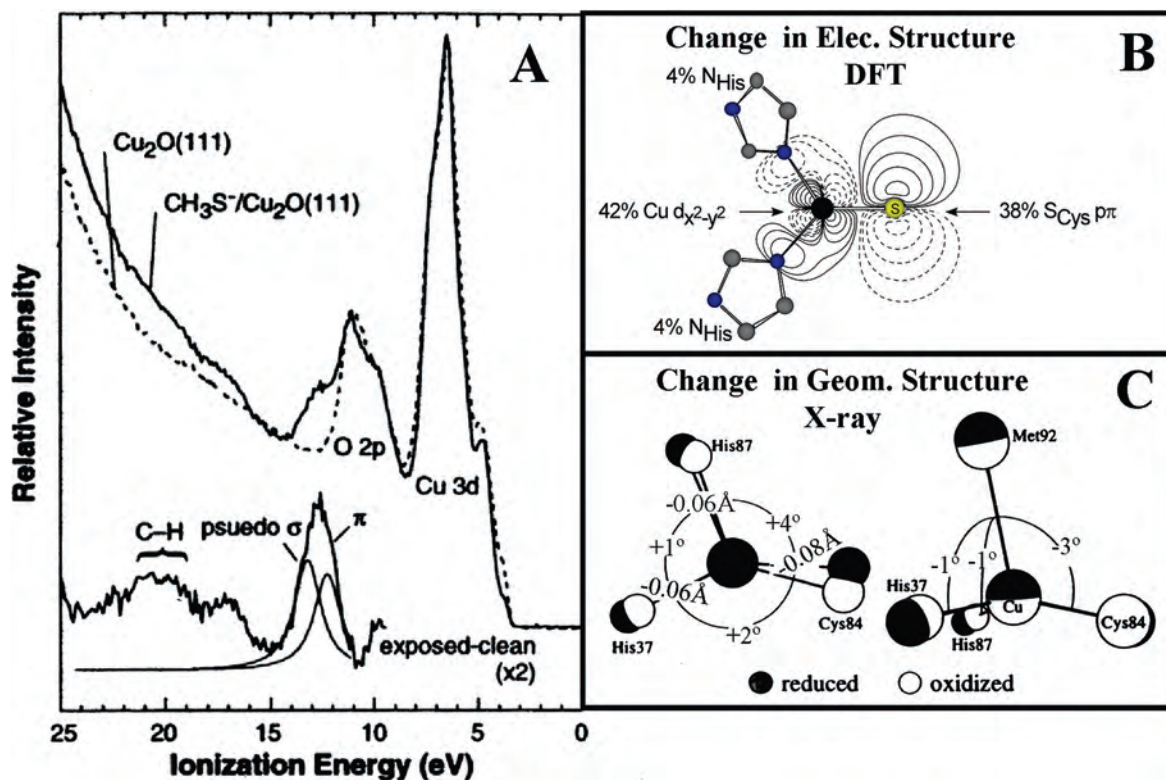 A
Cu2O(111)
CH3S-/Cu2O(111)
O 2p
Cu 3d
C–H
psuedo σ
π
exposed-clean
(x2)
Relative Intensity
25 20 15 10 5 0
Ionization Energy (eV)
Change in Elec. Structure
DFT
B
4% NHis
42% Cu dx2-y2
S
38% SCys pπ
4% NHis
Change in Geom. Structure
X-ray
C
His87
-0.06Å
+4°
+1°
-0.08Å
-0.06Å
+2°
His37
Cys84
Met92
-1°
-1°
-3°
His37
His87
Cu
Cys84
reduced
oxidized